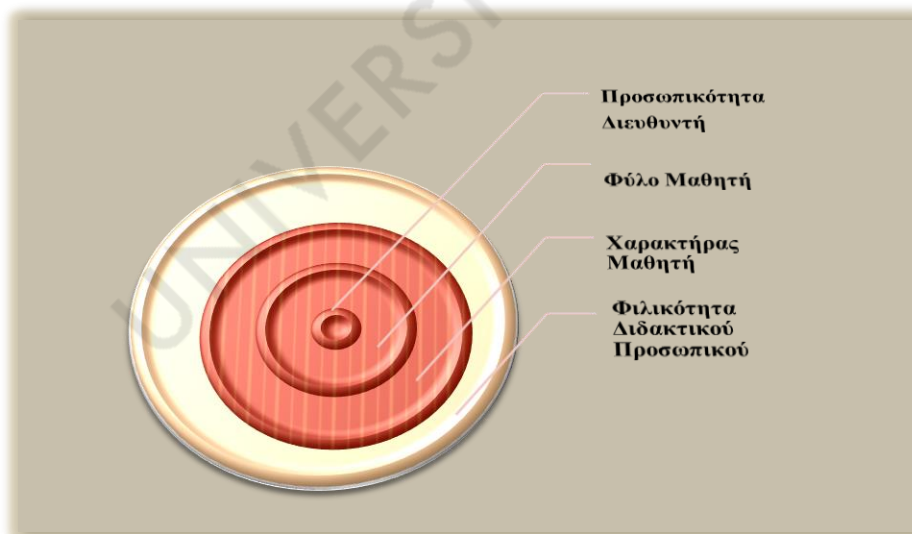 Προσωπικότητα
Διευθυντή
Φύλο Μαθητή
Χαρακτήρας
Μαθητή
Φιλικότητα
Διδακτικού
Προσωπικού